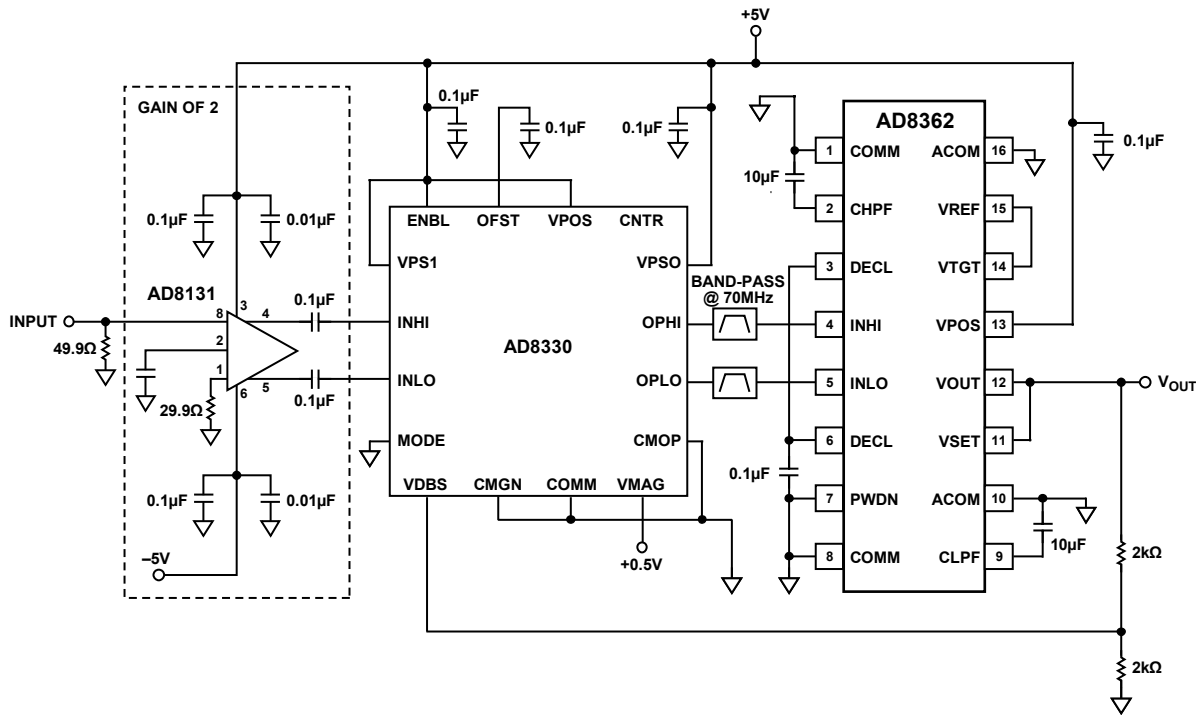 +5V
GAIN OF 2
0.1µF
0.1µF
0.1µF
AD8362
0.1µF
1
COMM
ACOM
16
10µF
2
CHPF
VREF
15
0.1µF
0.01µF
ENBL
OFST
VPOS
CNTR
VPS1
VPSO
3
DECL
VTGT
14
BAND-PASS
@ 70MHz
AD8131
3
0.1µF
INPUT
8
4
INHI
OPHI
4
INHI
VPOS
13
49.9Ω
2
AD8330
1
5
INLO
OPLO
5
INLO
VOUT
12
VOUT
6
0.1µF
29.9Ω
MODE
CMOP
6
DECL
VSET
11
0.1µF
0.1µF
0.01µF
VDBS
CMGN
COMM
VMAG
7
PWDN
ACOM
10
10µF
–5V
+0.5V
8
COMM
CLPF
9
2kΩ
2kΩ